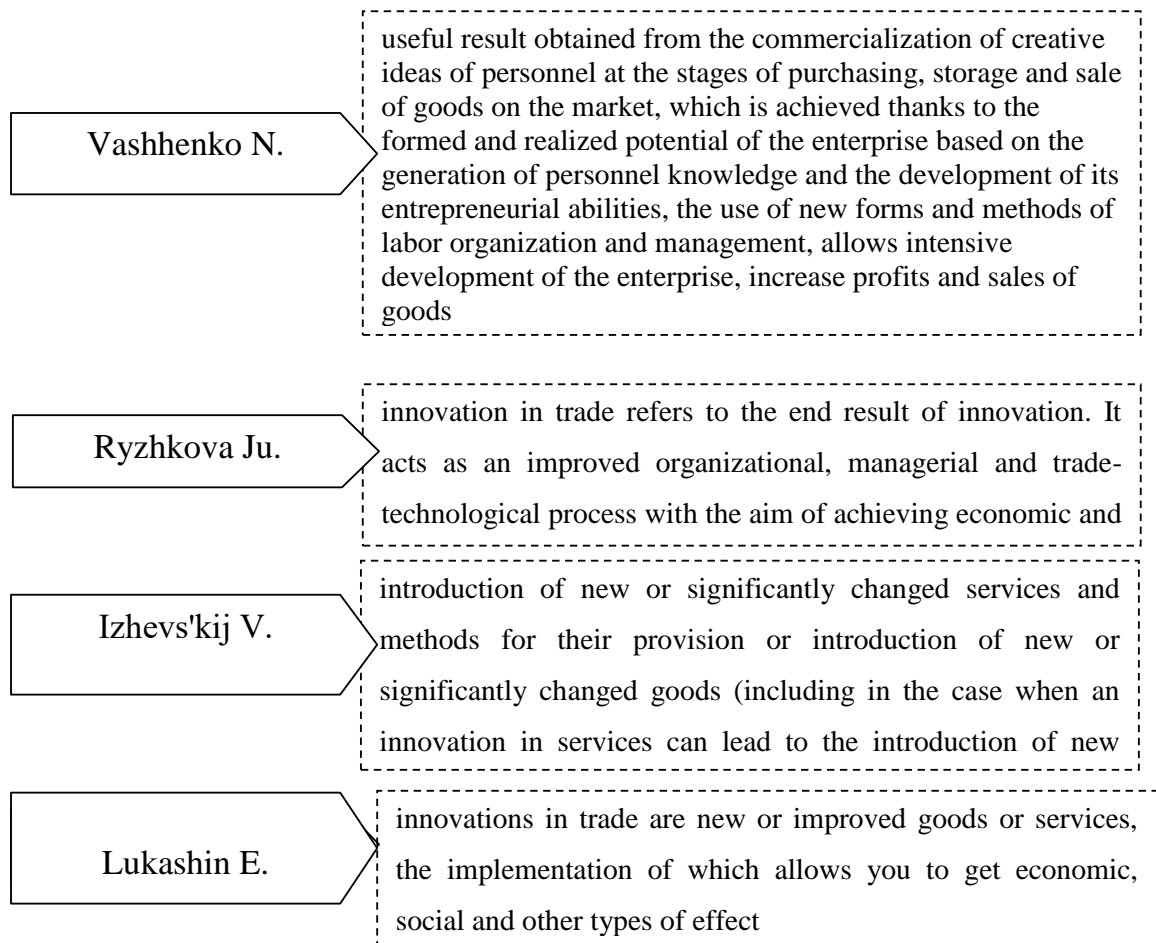 Vashhenko N.
useful result obtained from the commercialization of creative
ideas of personnel at the stages of purchasing, storage and sale
of goods on the market, which is achieved thanks to the
formed and realized potential of the enterprise based on the
generation of personnel knowledge and the development of its
entrepreneurial abilities, the use of new forms and methods of
labor organization and management, allows intensive
development of the enterprise, increase profits and sales of
goods
Ryzhkova Ju.
innovation in trade refers to the end result of innovation. It
acts as an improved organizational, managerial and trade-
technological process with the aim of achieving economic and
Izhevs'kij V.
introduction of new or significantly changed services and
methods for their provision or introduction of new or
significantly changed goods (including in the case when an
innovation in services can lead to the introduction of new
Lukashin E.
innovations in trade are new or improved goods or services,
the implementation of which allows you to get economic,
social and other types of effect